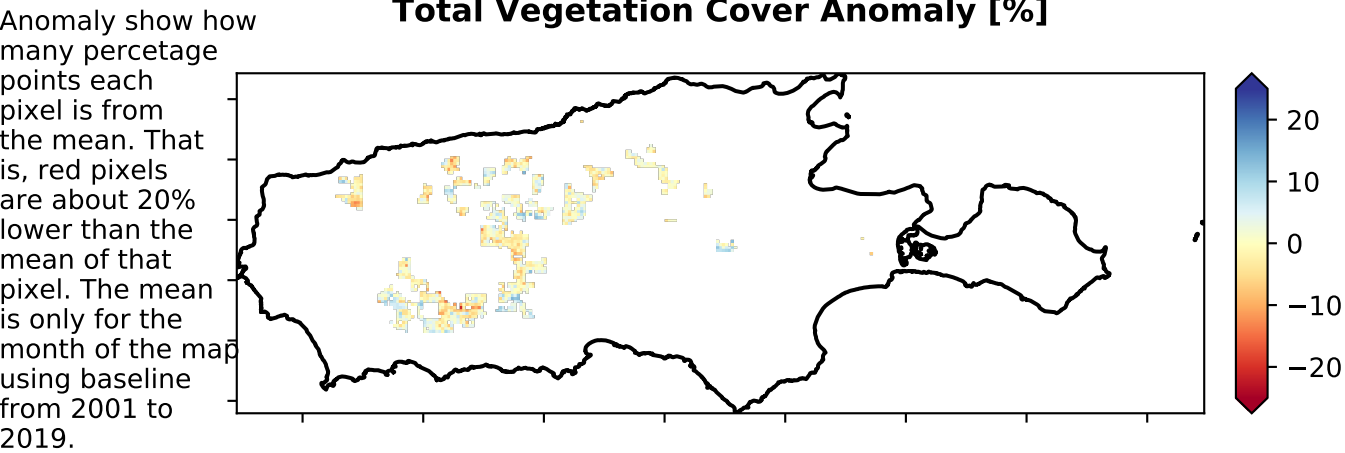 Total Vegetation Cover Anomaly [%]
Anomaly show how
many percetage
points each
pixel is from
the mean. That
is, red pixels
are about 20%
lower than the
mean of that
pixel. The mean
is only for the
month of the map
using baseline
from 2001 to
2019.
20
10
0
−10
−20